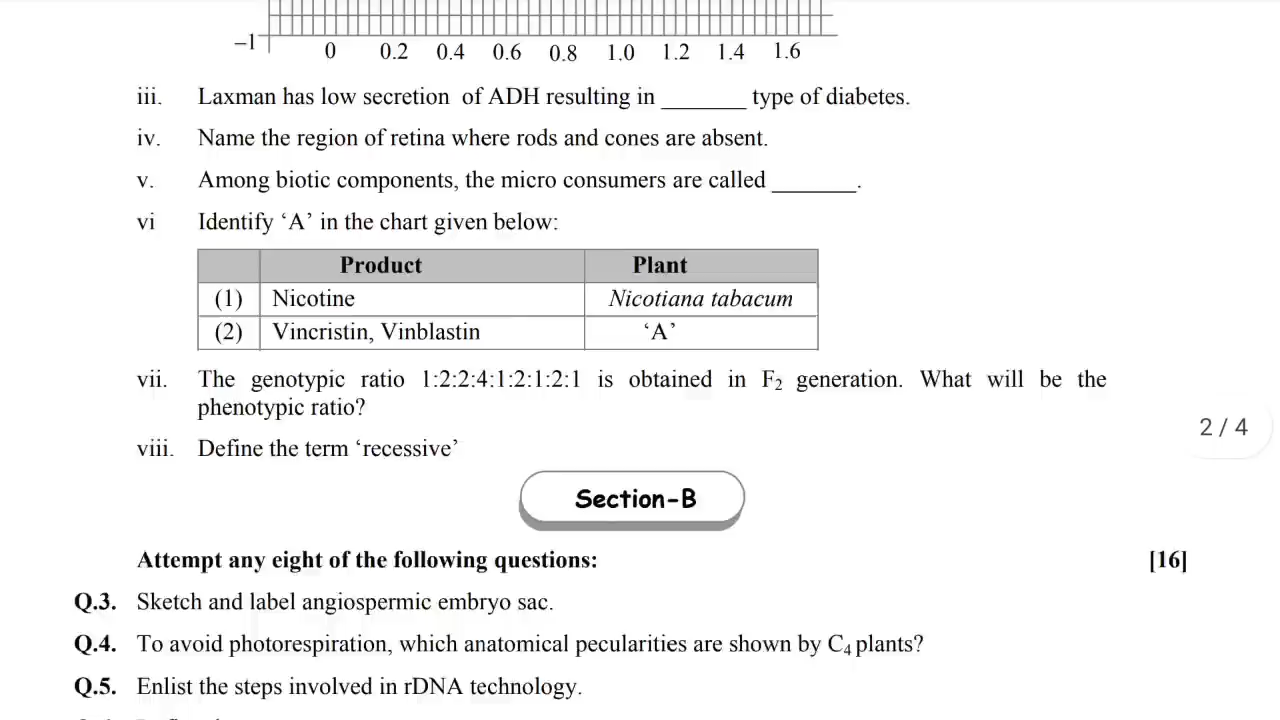 –1
0 0.2 0.4 0.6 0.8 1.0 1.2 1.4 1.6
iii. Laxman has low secretion of ADH resulting in _______ type of diabetes.
iv. Name the region of retina where rods and cones are absent.
v. Among biotic components, the micro consumers are called _______.
vi Identify ‘A’ in the chart given below:
Product Plant
(1) Nicotine Nicotiana tabacum
(2) Vincristin, Vinblastin ‘A’
vii. The genotypic ratio 1:2:2:4:1:2:1:2:1 is obtained in F₂ generation. What will be the
phenotypic ratio?
2 / 4
viii. Define the term ‘recessive’
Section-B
Attempt any eight of the following questions: [16]
Q.3. Sketch and label angiospermic embryo sac.
Q.4. To avoid photorespiration, which anatomical pecularities are shown by C₄ plants?
Q.5. Enlist the steps involved in rDNA technology.